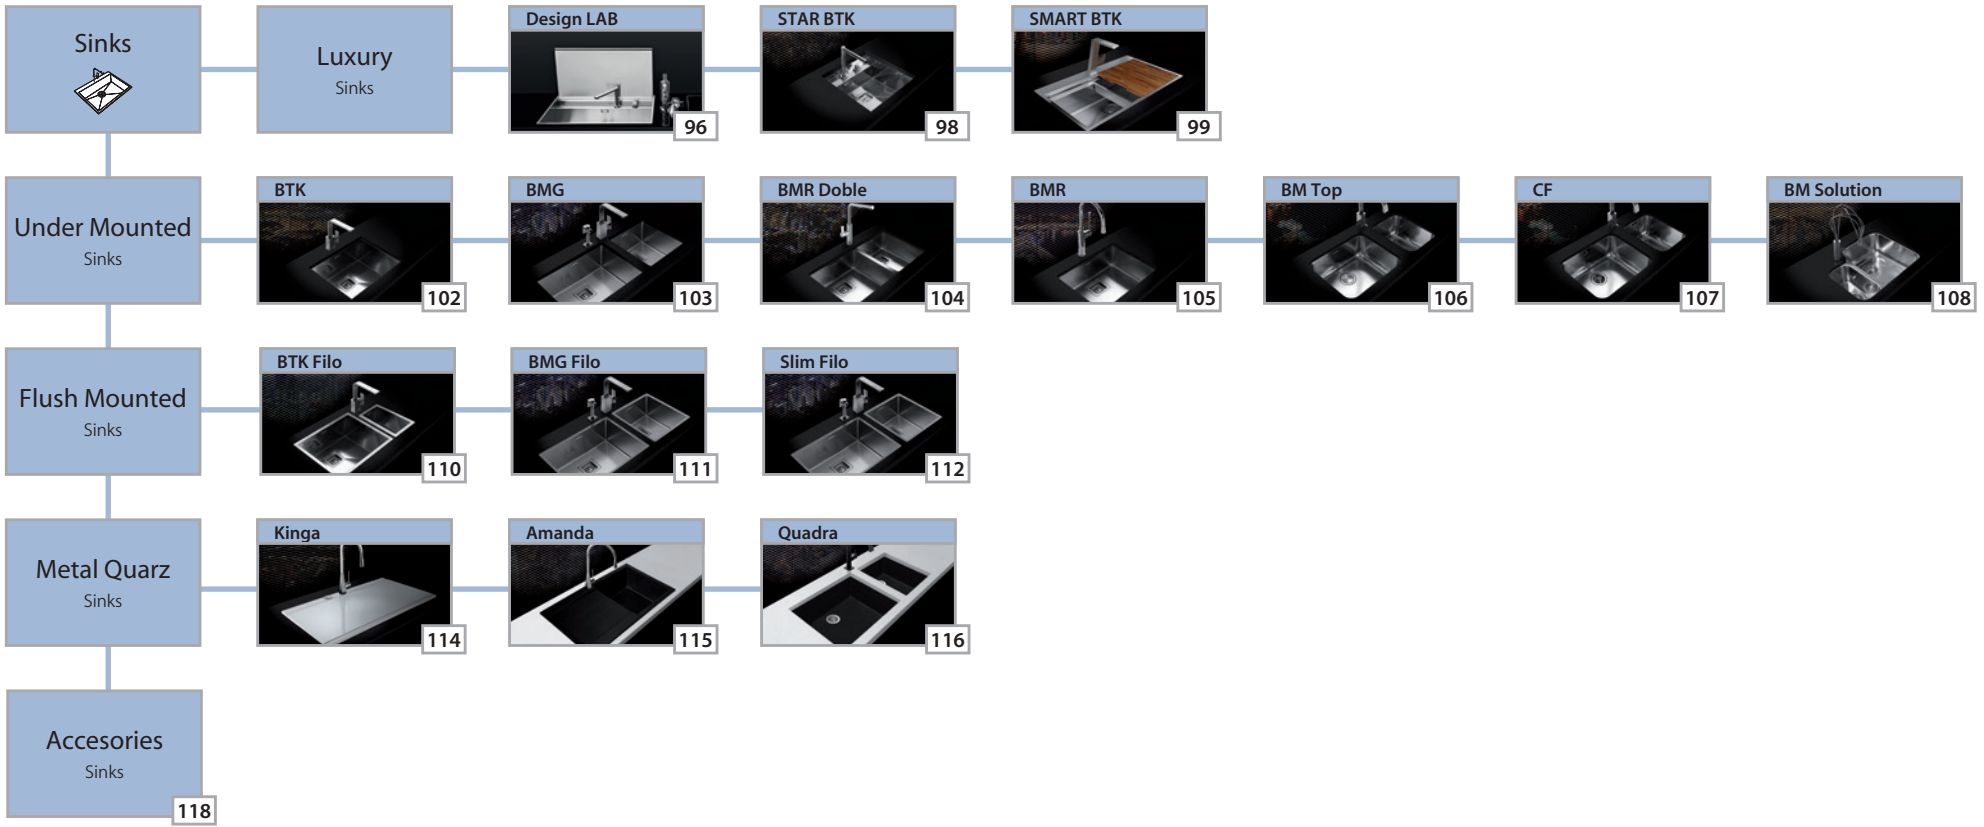 Sinks
Luxury
Sinks
Design LAB
96
STAR BTK
98
SMART BTK
99
Under Mounted
Sinks
BTK
102
BMG
103
BMR Doble
104
BMR
105
BM Top
106
CF
107
BM Solution
108
Flush Mounted
Sinks
BTK Filo
110
BMG Filo
111
Slim Filo
112
Metal Quarz
Sinks
Kinga
114
Amanda
115
Quadra
116
Accesories
Sinks
118